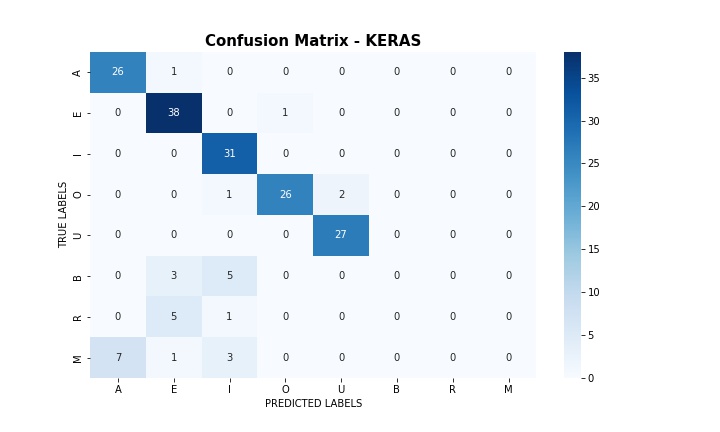 Confusion Matrix - KERAS
A 26 1 0 0 0 0 0 0
E 0 38 0 1 0 0 0 0
I 0 0 31 0 0 0 0 0
O 0 0 1 26 2 0 0 0
U 0 0 0 0 27 0 0 0
B 0 3 5 0 0 0 0 0
R 0 5 1 0 0 0 0 0
M 7 1 3 0 0 0 0 0
A E I O U B R M
TRUE LABELS
PREDICTED LABELS
35
30
25
20
15
10
5
0